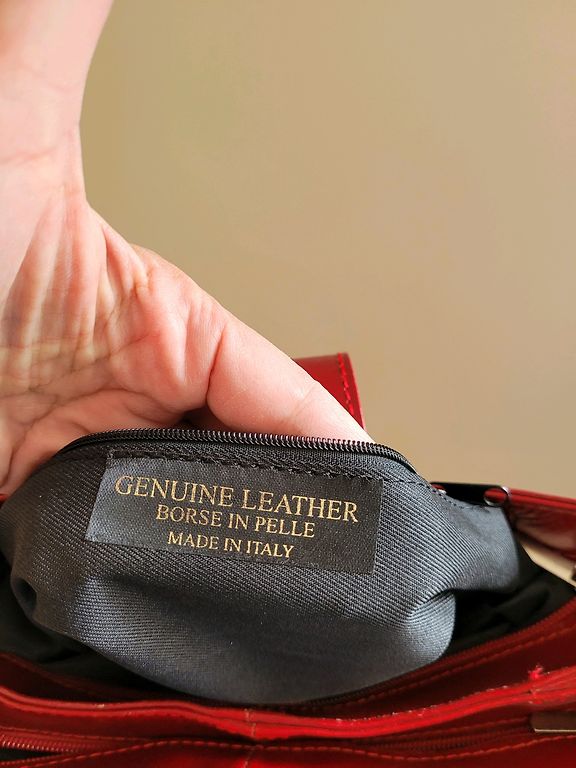 GENUINE LEATHER
BORSE IN PELLE
MADE IN ITALY